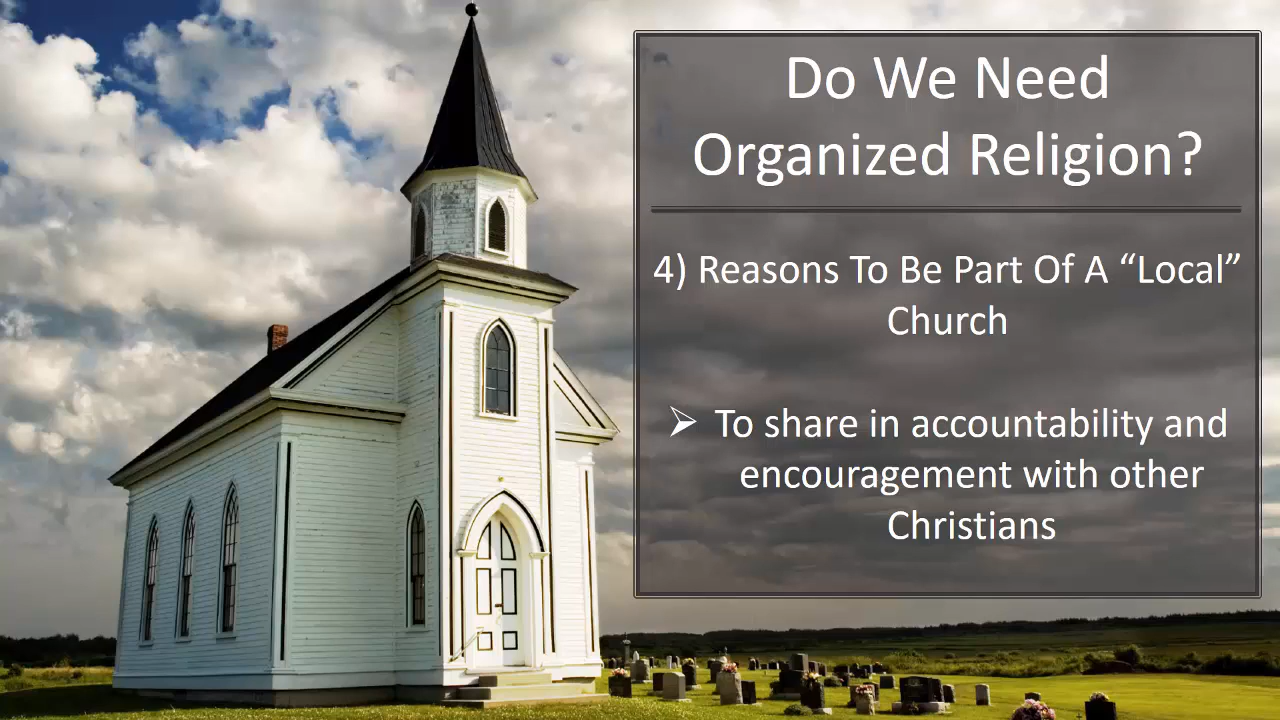 Do We Need
Organized Religion?
4) Reasons To Be Part Of A “Local”
Church
➢ To share in accountability and
encouragement with other
Christians